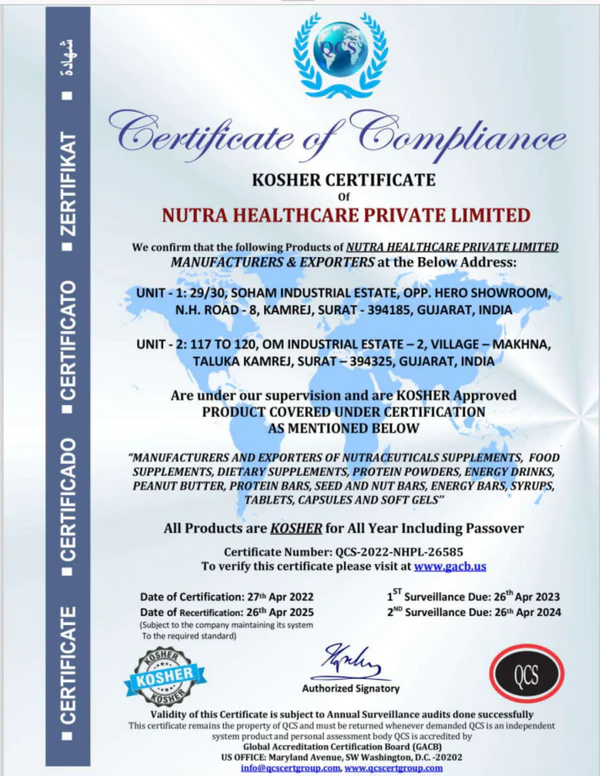 QCS
Certificate of Compliance
KOSHER CERTIFICATE
Of
NUTRA HEALTHCARE PRIVATE LIMITED
We confirm that the following Products of NUTRA HEALTHCARE PRIVATE LIMITED
MANUFACTURERS & EXPORTERS at the Below Address:
UNIT - 1: 29/30, SOHAM INDUSTRIAL ESTATE, OPP. HERO SHOWROOM,
N.H. ROAD - 8, KAMREJ, SURAT - 394185, GUJARAT, INDIA
UNIT - 2: 117 TO 120, OM INDUSTRIAL ESTATE – 2, VILLAGE – MAKHNA,
TALUKA KAMREJ, SURAT – 394325, GUJARAT, INDIA
Are under our supervision and are KOSHER Approved
PRODUCT COVERED UNDER CERTIFICATION
AS MENTIONED BELOW
"MANUFACTURERS AND EXPORTERS OF NUTRACEUTICALS SUPPLEMENTS, FOOD
SUPPLEMENTS, DIETARY SUPPLEMENTS, PROTEIN POWDERS, ENERGY DRINKS,
PEANUT BUTTER, PROTEIN BARS, SEED AND NUT BARS, ENERGY BARS, SYRUPS,
TABLETS, CAPSULES AND SOFT GELS"
All Products are KOSHER for All Year Including Passover
Certificate Number: QCS-2022-NHPL-26585
To verify this certificate please visit at www.gacb.us
Date of Certification: 27th Apr 2022
Date of Recertification: 26th Apr 2025
(Subject to the company maintaining its system
To the required standard)
1ST Surveillance Due: 26th Apr 2023
2ND Surveillance Due: 26th Apr 2024
KOSHER
KOSHER
KOSHER
Authorized Signatory
QCS
Validity of this Certificate is subject to Annual Surveillance audits done successfully
This certificate remains the property of QCS and must be returned whenever demanded QCS is an independent
system product and personal assessment body QCS is accredited by
Global Accreditation Certification Board (GACB)
US OFFICE: Maryland Avenue, SW Washington, D.C. -20202
info@qcscertgroup.com, www.qcscertgroup.com
■ CERTIFICATE ■ CERTIFICADO ■ CERTIFICATO ■ ZERTIFIKAT ■ شهادة